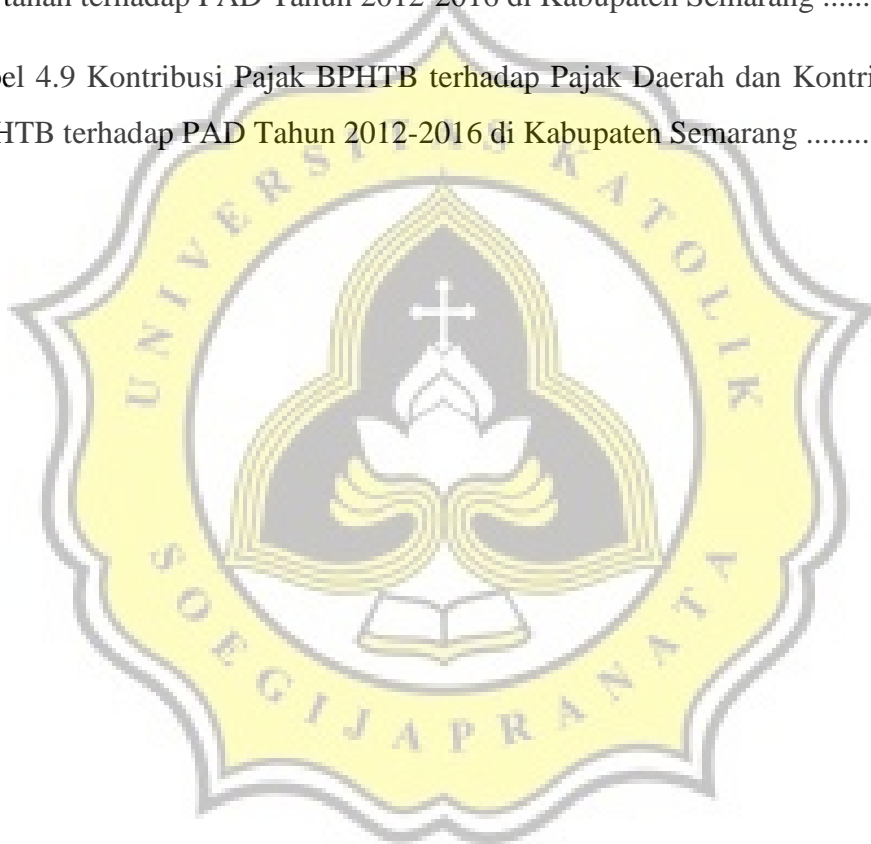 tanah terhadap PAD Tahun 2012-2016 di Kabupaten Semarang .......
bel 4.9 Kontribusi Pajak BPHTB terhadap Pajak Daerah dan Kontri
HTB terhadap PAD Tahun 2012-2016 di Kabupaten Semarang ........
UNIVERSITAS KATOLIK
SOEGIJAPRANATA